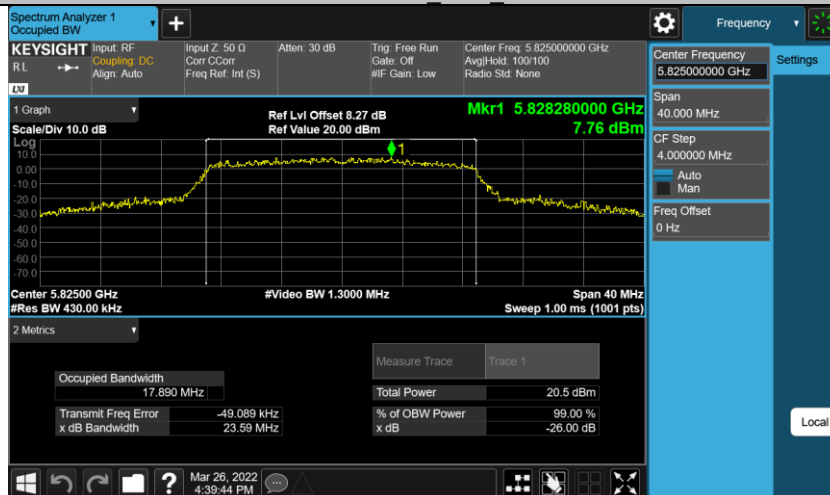 Spectrum Analyzer 1
Occupied BW
Frequency
KEYSIGHT
R L
LXI
Input: RF
Coupling: DC
Align: Auto
Input Z: 50 Ω
Corr CCorr
Freq Ref: Int (S)
Atten: 30 dB
Trig: Free Run
Gate: Off
#IF Gain: Low
Center Freq: 5.825000000 GHz
Avg|Hold: 100/100
Radio Std: None
Center Frequency
5.825000000 GHz
Settings
Span
40.000 MHz
CF Step
4.000000 MHz
Auto
Man
Freq Offset
0 Hz
Local
1 Graph
Scale/Div 10.0 dB
Ref Lvl Offset 8.27 dB
Ref Value 20.00 dBm
Mkr1 5.828280000 GHz
7.76 dBm
Log
10.0
0.00
-10.0
-20.0
-30.0
-40.0
-50.0
-60.0
-70.0
1
Center 5.82500 GHz
#Res BW 430.00 kHz
#Video BW 1.3000 MHz
Span 40 MHz
Sweep 1.00 ms (1001 pts)
2 Metrics
Measure Trace Trace 1
Occupied Bandwidth
17.890 MHz
Total Power 20.5 dBm
Transmit Freq Error -49.089 kHz
% of OBW Power 99.00 %
x dB Bandwidth 23.59 MHz
x dB -26.00 dB
?
Mar 26, 2022
4:39:44 PM